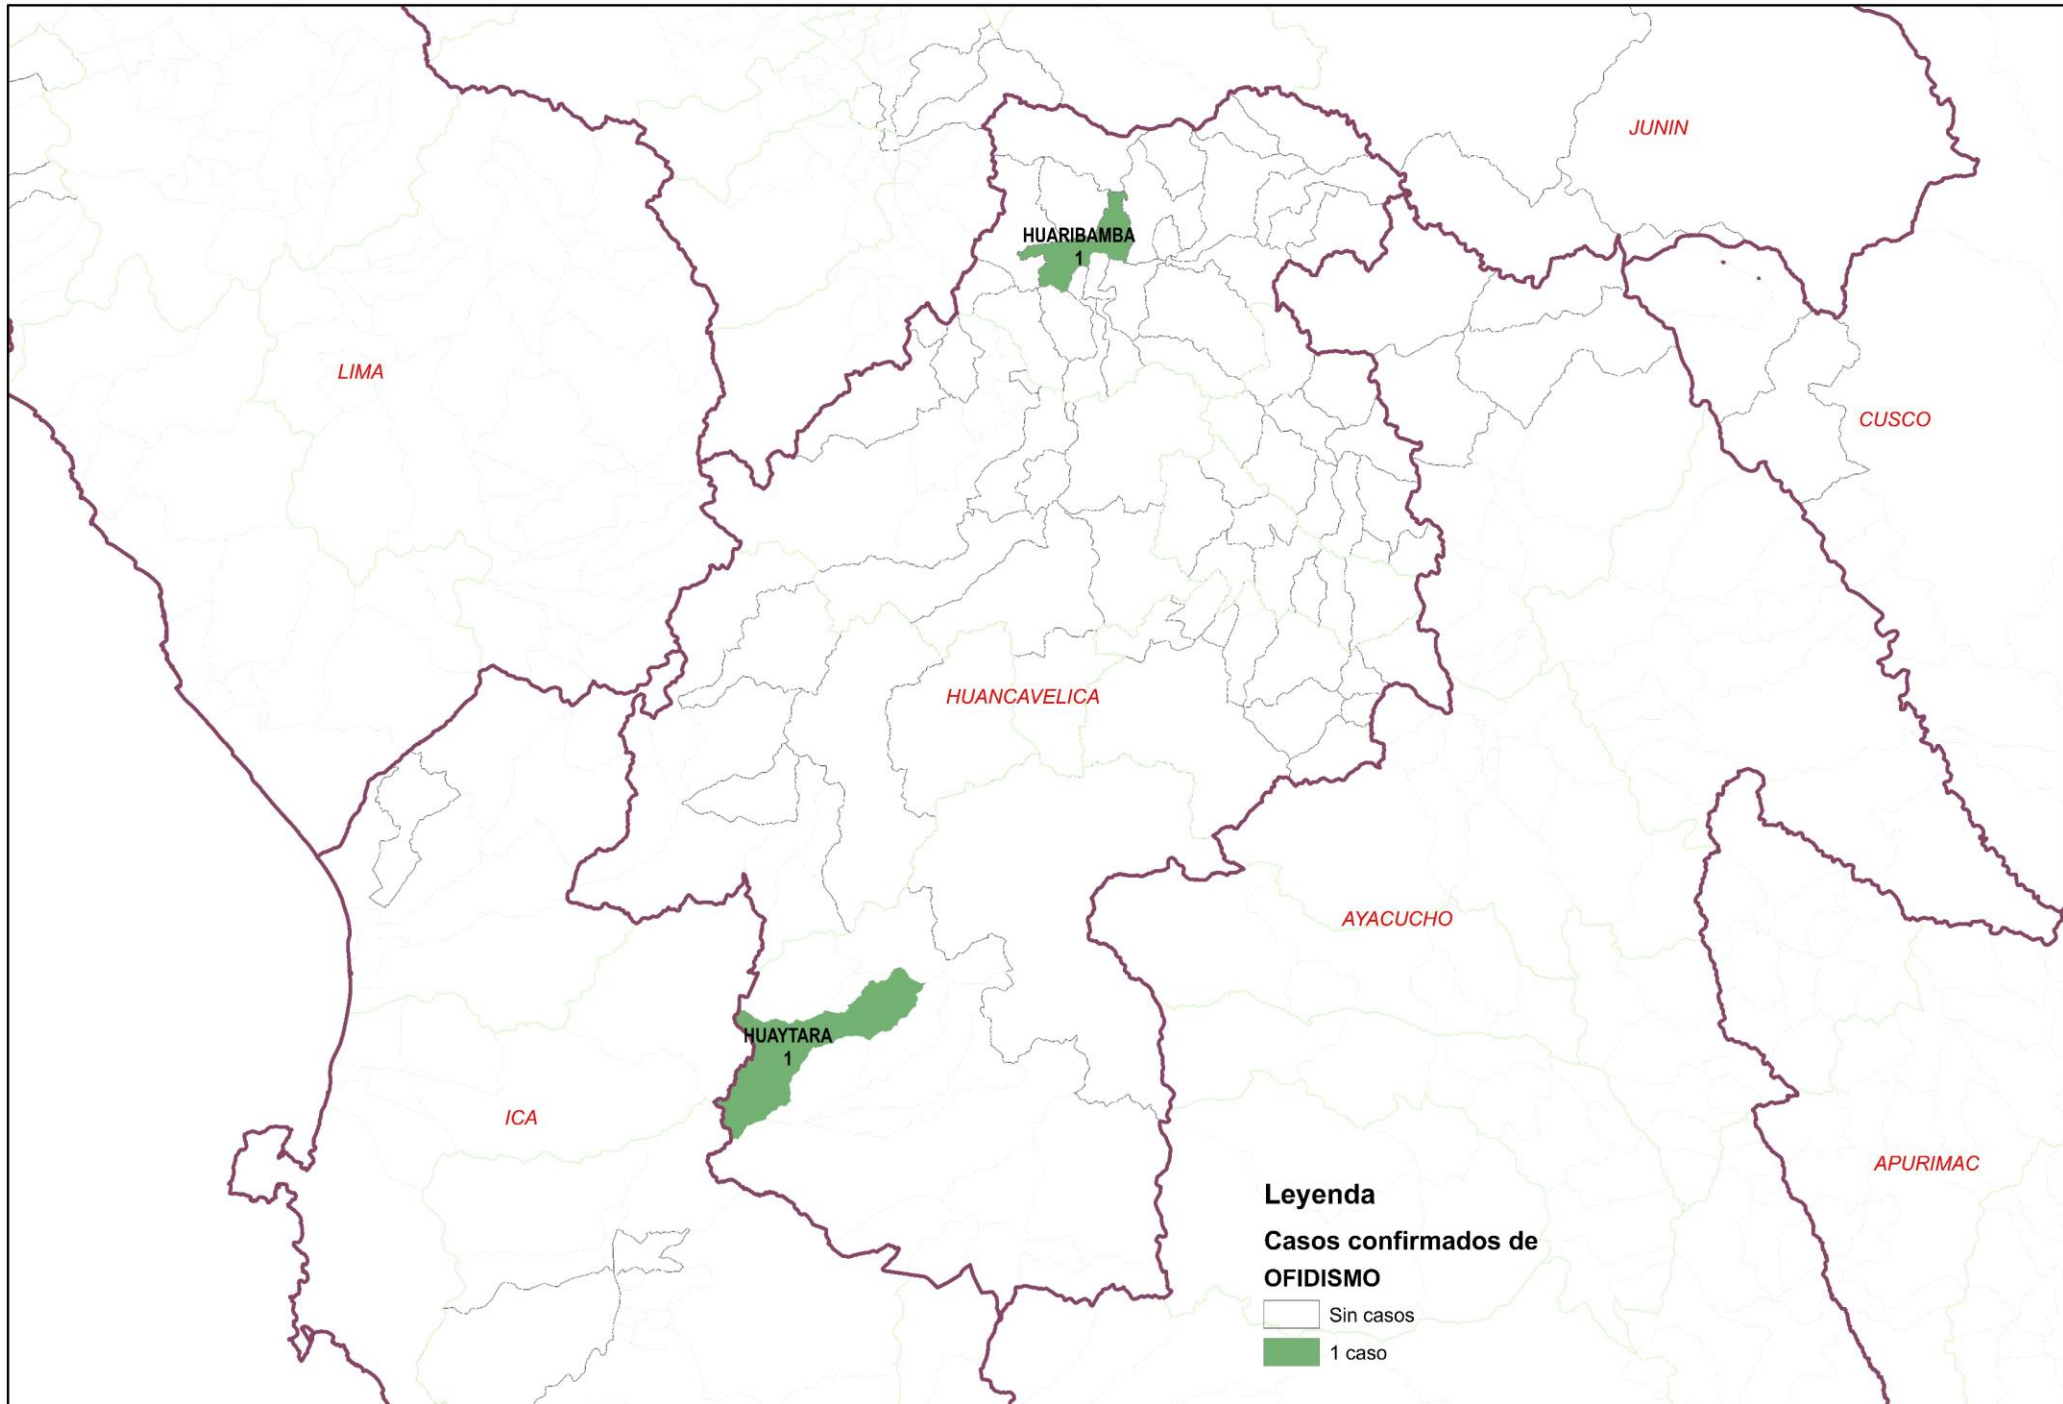 JUNIN
HUARIBAMBA
1
LIMA
CUSCO
HUANCAVELICA
AYACUCHO
HUAYTARA
1
ICA
APURIMAC
Leyenda
Casos confirmados de
OFIDISMO
Sin casos
1 caso